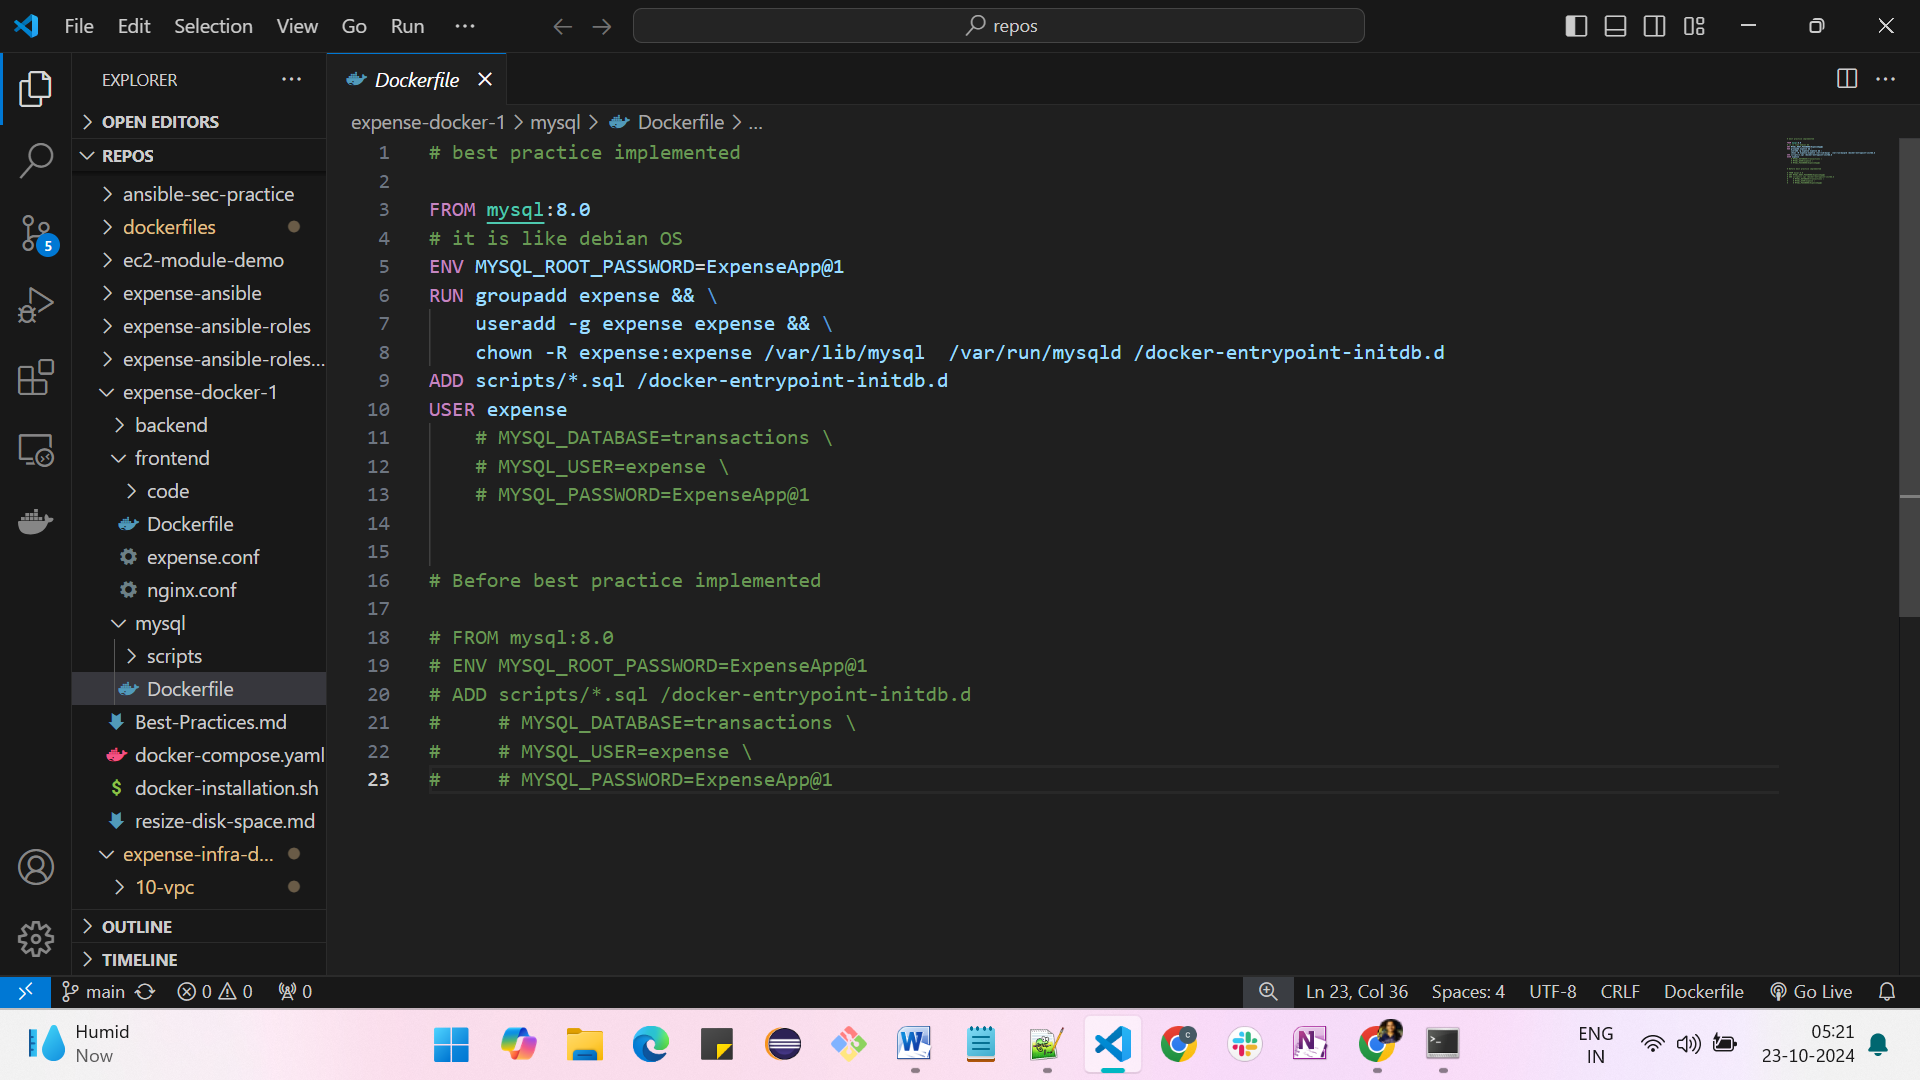 File Edit Selection View Go Run ...
repos
EXPLORER ...
OPEN EDITORS
REPOS
ansible-sec-practice
dockerfiles
ec2-module-demo
expense-ansible
expense-ansible-roles
expense-ansible-roles...
expense-docker-1
backend
frontend
code
Dockerfile
expense.conf
nginx.conf
mysql
scripts
Dockerfile
Best-Practices.md
docker-compose.yaml
docker-installation.sh
resize-disk-space.md
expense-infra-d...
10-vpc
OUTLINE
TIMELINE
5
Dockerfile
expense-docker-1 > mysql > Dockerfile > ...
1 # best practice implemented
2
3 FROM mysql:8.0
4 # it is like debian OS
5 ENV MYSQL_ROOT_PASSWORD=ExpenseApp@1
6 RUN groupadd expense && \
7 useradd -g expense expense && \
8 chown -R expense:expense /var/lib/mysql  /var/run/mysqld /docker-entrypoint-initdb.d
9 ADD scripts/*.sql /docker-entrypoint-initdb.d
10 USER expense
11 # MYSQL_DATABASE=transactions \
12 # MYSQL_USER=expense \
13 # MYSQL_PASSWORD=ExpenseApp@1
14
15
16 # Before best practice implemented
17
18 # FROM mysql:8.0
19 # ENV MYSQL_ROOT_PASSWORD=ExpenseApp@1
20 # ADD scripts/*.sql /docker-entrypoint-initdb.d
21 #     # MYSQL_DATABASE=transactions \
22 #     # MYSQL_USER=expense \
23 #     # MYSQL_PASSWORD=ExpenseApp@1
main 0 0 0
Ln 23, Col 36 Spaces: 4 UTF-8 CRLF Dockerfile Go Live
Humid
Now
ENG
IN
05:21
23-10-2024